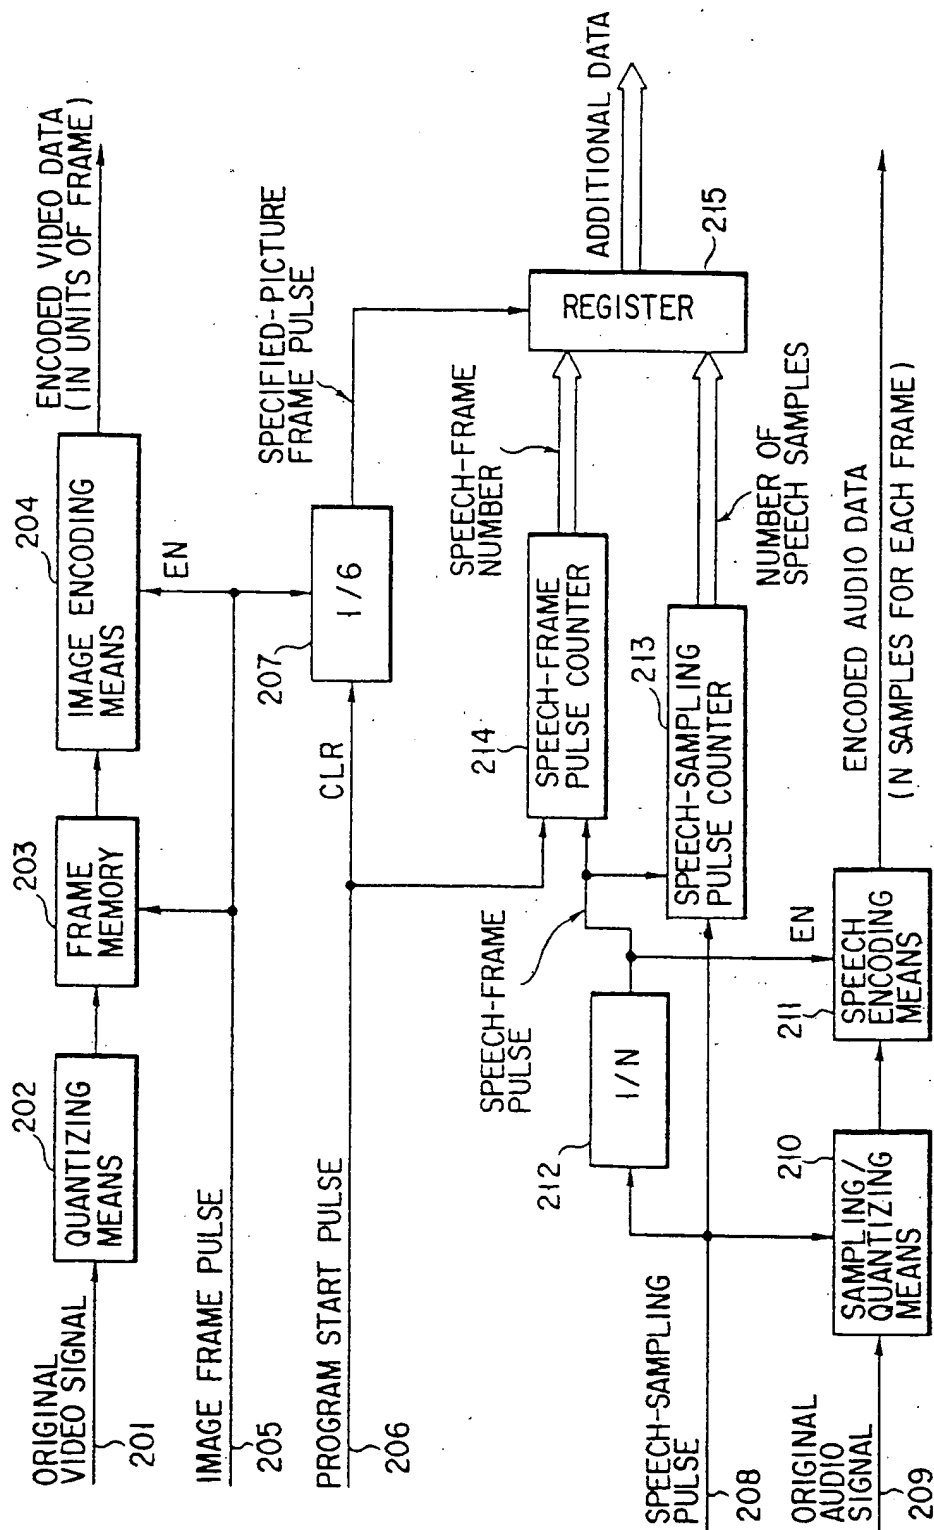 ORIGINAL
VIDEO SIGNAL
201
202
QUANTIZING
MEANS
203
FRAME
MEMORY
204
IMAGE ENCODING
MEANS
ENCODED VIDEO DATA
(IN UNITS OF FRAME)
IMAGE FRAME PULSE
205
EN
PROGRAM START PULSE
206
CLR
207
1/6
SPECIFIED-PICTURE
FRAME PULSE
214
SPEECH-FRAME
PULSE COUNTER
SPEECH-FRAME
NUMBER
REGISTER
215
ADDITIONAL DATA
SPEECH-FRAME
PULSE
212
1/N
213
SPEECH-SAMPLING
PULSE COUNTER
NUMBER OF
SPEECH SAMPLES
SPEECH-SAMPLING
PULSE
208
EN
ORIGINAL
AUDIO
SIGNAL
209
210
SAMPLING/
QUANTIZING
MEANS
211
SPEECH
ENCODING
MEANS
ENCODED AUDIO DATA
(N SAMPLES FOR EACH FRAME)